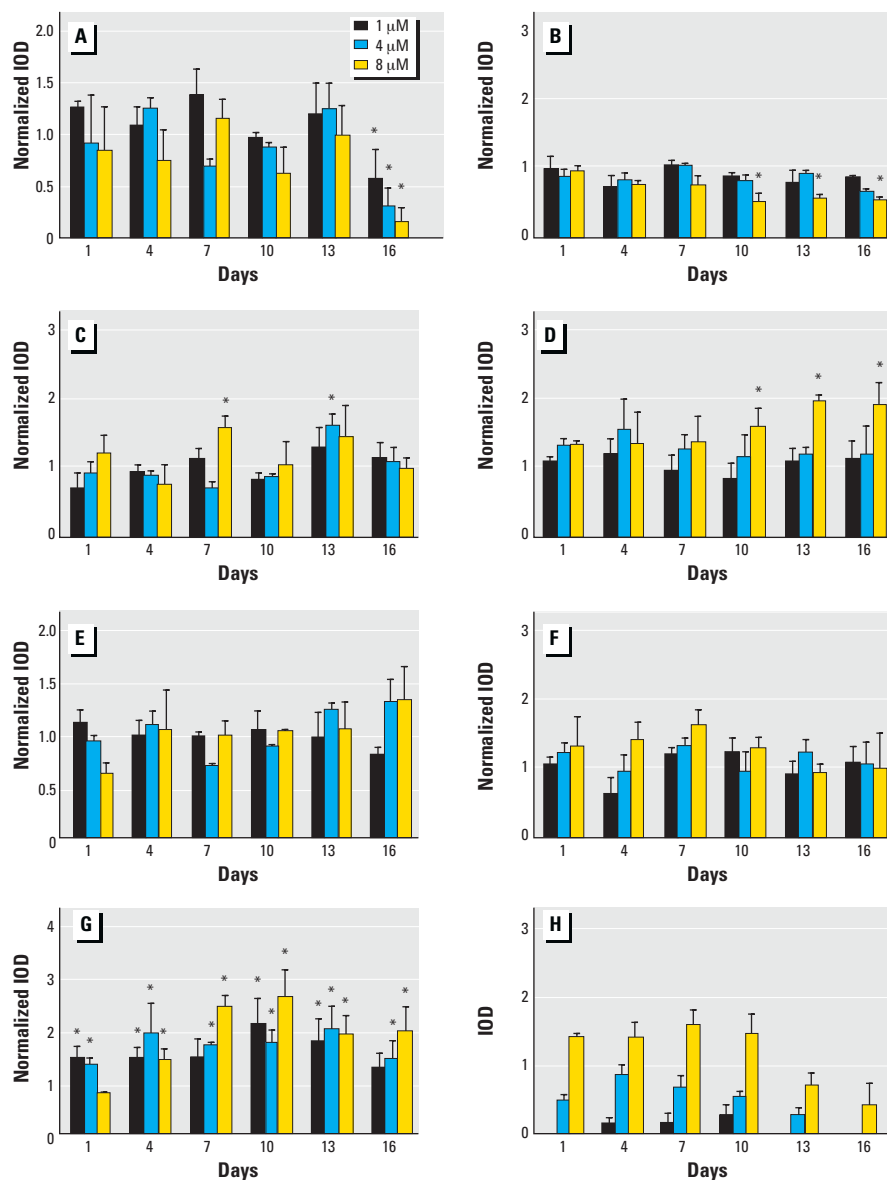 A
1 μM
4 μM
8 μM
Normalized IOD
2.0
1.5
1.0
0.5
0
*
*
*
1 4 7 10 13 16
Days
B
Normalized IOD
3
2
1
0
*
*
*
1 4 7 10 13 16
Days
C
Normalized IOD
3
2
1
0
*
*
1 4 7 10 13 16
Days
D
Normalized IOD
3
2
1
0
*
*
*
1 4 7 10 13 16
Days
E
Normalized IOD
2.0
1.5
1.0
0.5
0
1 4 7 10 13 16
Days
F
Normalized IOD
3
2
1
0
1 4 7 10 13 16
Days
G
Normalized IOD
4
3
2
1
0
* * * * * * * * * * * * * * *
1 4 7 10 13 16
Days
H
IOD
3
2
1
0
1 4 7 10 13 16
Days